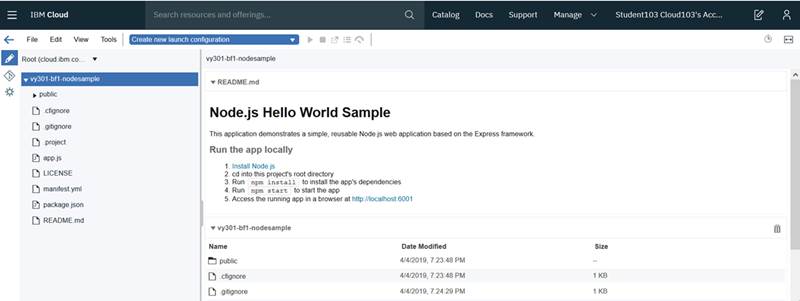 IBM Cloud
Search resources and offerings...
Catalog
Docs
Support
Manage
Student103 Cloud103's Acc...
File
Edit
View
Tools
Create new launch configuration
Root (cloud.ibm.co...
vy301-bf1-nodesample
public
.cfignore
.gitignore
.project
app.js
LICENSE
manifest.yml
package.json
README.md
vy301-bf1-nodesample
README.md
Node.js Hello World Sample
This application demonstrates a simple, reusable Node.js web application based on the Express framework.
Run the app locally
1. Install Node.js
2. cd into this project's root directory
3. Run npm install to install the app's dependencies
4. Run npm start to start the app
5. Access the running app in a browser at http://localhost:6001
vy301-bf1-nodesample
Name Date Modified Size
public 4/4/2019, 7:23:48 PM --
.cfignore 4/4/2019, 7:23:48 PM 1 KB
.gitignore 4/4/2019, 7:24:29 PM 1 KB